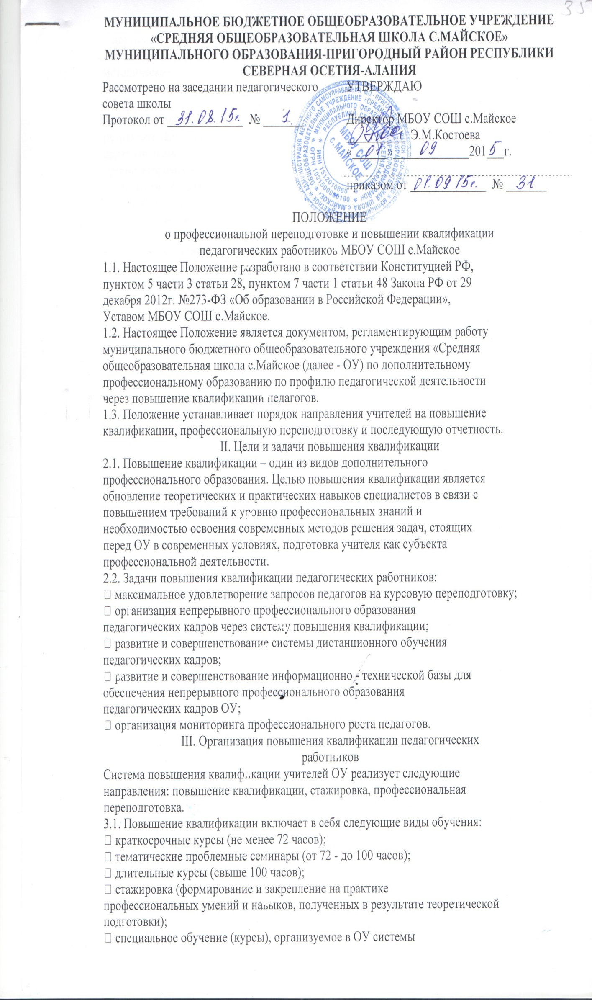 35
МУНИЦИПАЛЬНОЕ БЮДЖЕТНОЕ ОБЩЕОБРАЗОВАТЕЛЬНОЕ УЧРЕЖДЕНИЕ
«СРЕДНЯЯ ОБЩЕОБРАЗОВАТЕЛЬНАЯ ШКОЛА С.МАЙСКОЕ»
МУНИЦИПАЛЬНОГО ОБРАЗОВАНИЯ-ПРИГОРОДНЫЙ РАЙОН РЕСПУБЛИКИ
СЕВЕРНАЯ ОСЕТИЯ-АЛАНИЯ
Рассмотрено на заседании педагогического
совета школы
Протокол от 31.08.15г. № 1.
УТВЕРЖДАЮ
Директор МБОУ СОШ с.Майское
Э.М.Костоева
«01» 09 2015г.
приказом от 01.09 15г. № 31
МБОУ СОШ
с.МАЙСКОЕ
ПОЛОЖЕНИЕ
о профессиональной переподготовке и повышении квалификации
педагогических работников МБОУ СОШ с.Майское
1.1. Настоящее Положение разработано в соответствии Конституцией РФ,
пунктом 5 части 3 статьи 28, пунктом 7 части 1 статьи 48 Закона РФ от 29
декабря 2012г. №273-ФЗ «Об образовании в Российской Федерации»,
Уставом МБОУ СОШ с.Майское.
1.2. Настоящее Положение является документом, регламентирующим работу
муниципального бюджетного общеобразовательного учреждения «Средняя
общеобразовательная школа с.Майское (далее - ОУ) по дополнительному
профессиональному образованию по профилю педагогической деятельности
через повышение квалификации педагогов.
1.3. Положение устанавливает порядок направления учителей на повышение
квалификации, профессиональную переподготовку и последующую отчетность.
II. Цели и задачи повышения квалификации
2.1. Повышение квалификации – один из видов дополнительного
профессионального образования. Целью повышения квалификации является
обновление теоретических и практических навыков специалистов в связи с
повышением требований к уровню профессиональных знаний и
необходимостью освоения современных методов решения задач, стоящих
перед ОУ в современных условиях, подготовка учителя как субъекта
профессиональной деятельности.
2.2. Задачи повышения квалификации педагогических работников:
максимальное удовлетворение запросов педагогов на курсовую переподготовку;
организация непрерывного профессионального образования
педагогических кадров через систему повышения квалификации;
развитие и совершенствование системы дистанционного обучения
педагогических кадров;
развитие и совершенствование информационно - технической базы для
обеспечения непрерывного профессионального образования
педагогических кадров ОУ;
организация мониторинга профессионального роста педагогов.
III. Организация повышения квалификации педагогических
работников
Система повышения квалификации учителей ОУ реализует следующие
направления: повышение квалификации, стажировка, профессиональная
переподготовка.
3.1. Повышение квалификации включает в себя следующие виды обучения:
краткосрочные курсы (не менее 72 часов);
тематические проблемные семинары (от 72 - до 100 часов);
длительные курсы (свыше 100 часов);
стажировка (формирование и закрепление на практике
профессиональных умений и навыков, полученных в результате теоретической
подготовки);
специальное обучение (курсы), организуемое в ОУ системы